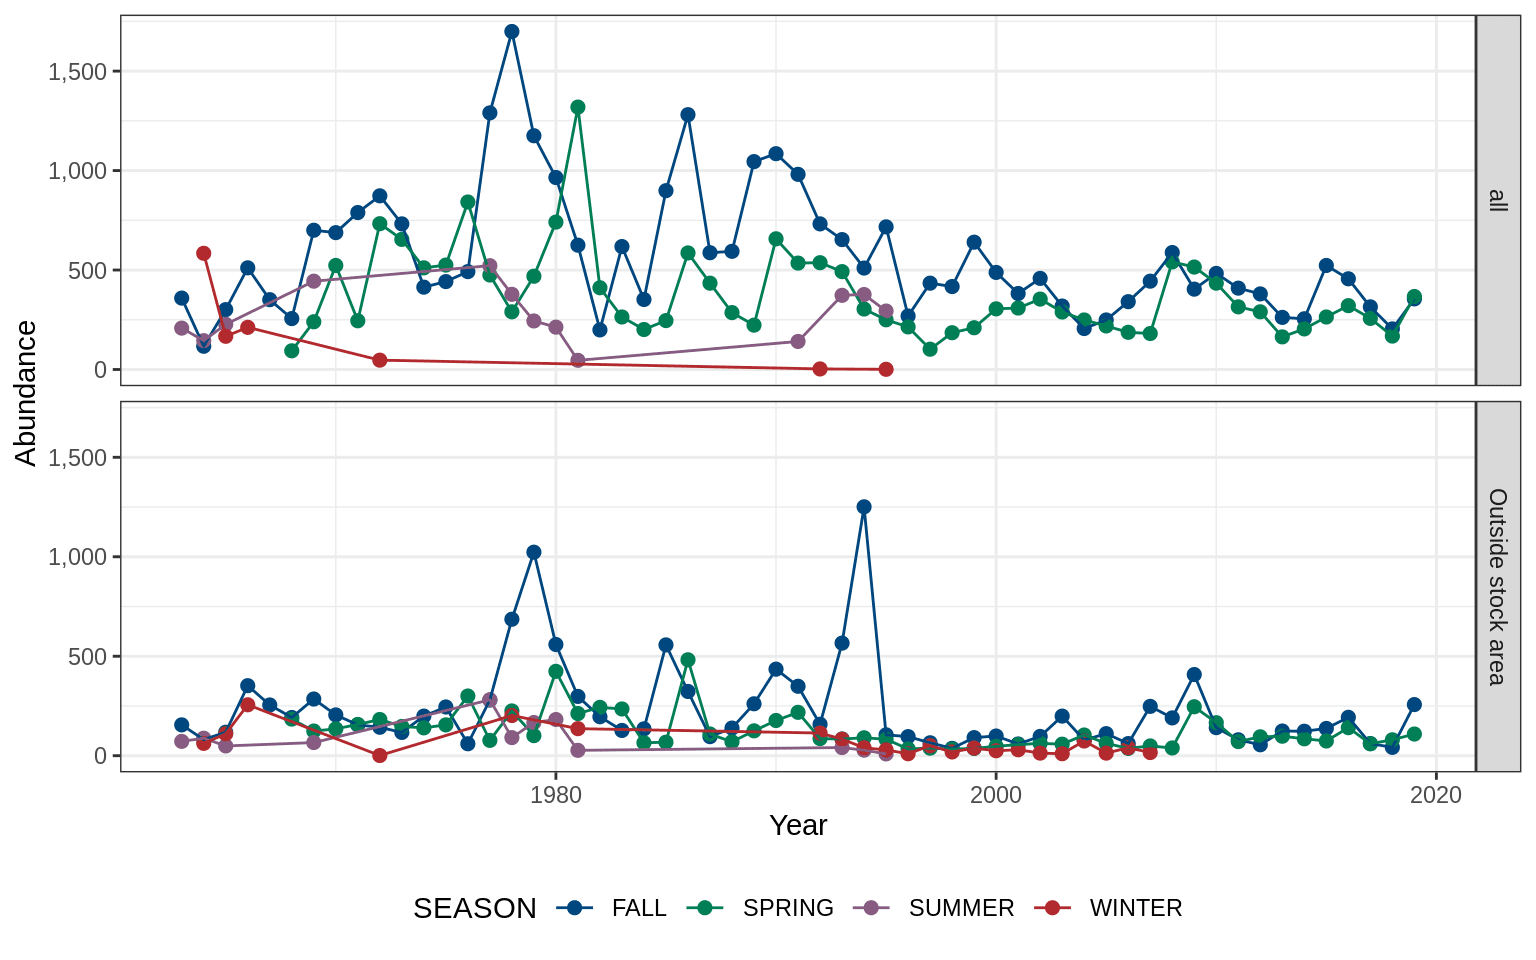 1,500
1,000
500
0
all
1,500
1,000
500
0
Outside stock area
Abundance
1980 2000 2020
Year
SEASON FALL SPRING SUMMER WINTER